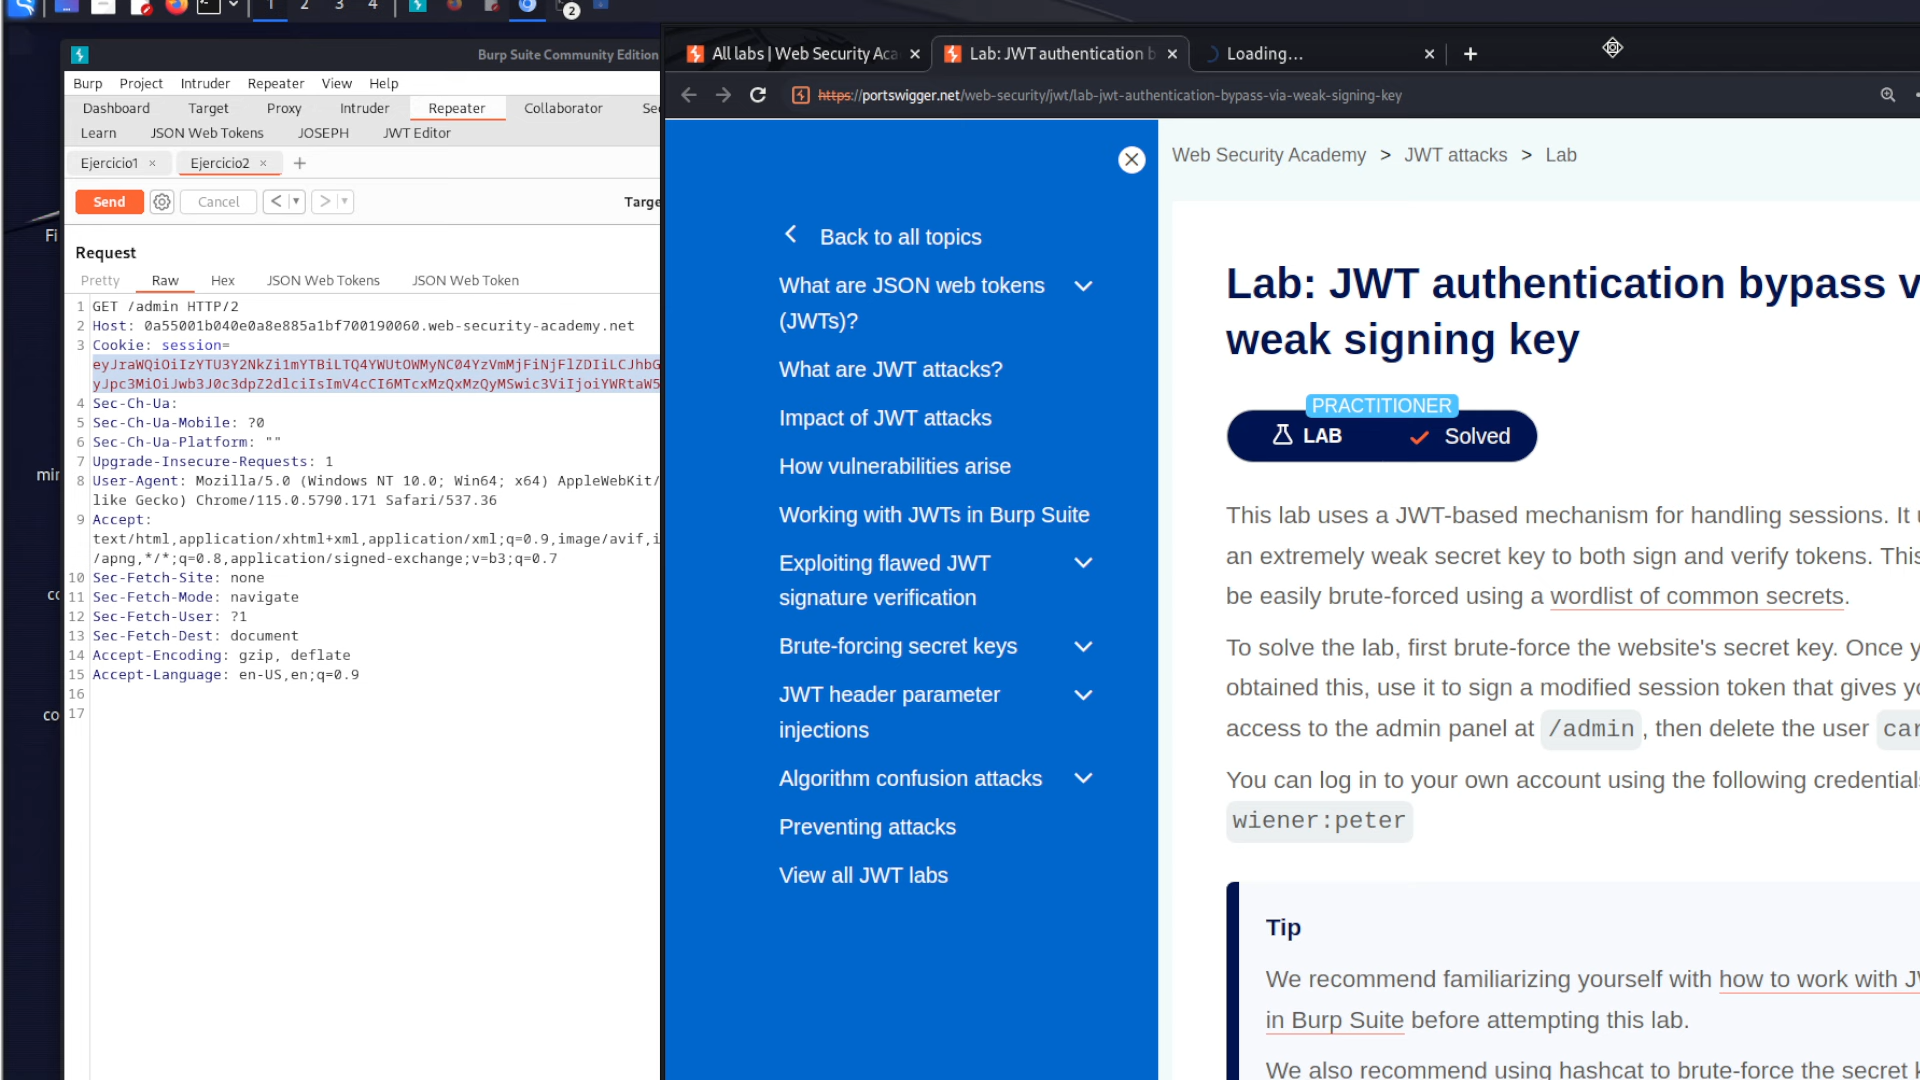 1 2 3 4
2
Burp Suite Community Edition
Burp Project Intruder Repeater View Help
Dashboard Target Proxy Intruder Repeater Collaborator
Learn JSON Web Tokens JOSEPH JWT Editor
Ejercicio1 × Ejercicio2 × +
Send Cancel < >
Request
Pretty Raw Hex JSON Web Tokens JSON Web Token
1 GET /admin HTTP/2
2 Host: 0a55001b040e0a8e885a1bf700190060.web-security-academy.net
3 Cookie: session=
4 Sec-Ch-Ua:
5 Sec-Ch-Ua-Mobile: ?0
6 Sec-Ch-Ua-Platform: ""
7 Upgrade-Insecure-Requests: 1
8 User-Agent: Mozilla/5.0 (Windows NT 10.0; Win64; x64) AppleWebKit/
like Gecko) Chrome/115.0.5790.171 Safari/537.36
9 Accept:
text/html,application/xhtml+xml,application/xml;q=0.9,image/avif,i
/apng,*/*;q=0.8,application/signed-exchange;v=b3;q=0.7
10 Sec-Fetch-Site: none
11 Sec-Fetch-Mode: navigate
12 Sec-Fetch-User: ?1
13 Sec-Fetch-Dest: document
14 Accept-Encoding: gzip, deflate
15 Accept-Language: en-US,en;q=0.9
16
17
All labs | Web Security Aca × Lab: JWT authentication b × Loading... × +
https://portswigger.net/web-security/jwt/lab-jwt-authentication-bypass-via-weak-signing-key
Back to all topics
What are JSON web tokens
(JWTs)?
What are JWT attacks?
Impact of JWT attacks
How vulnerabilities arise
Working with JWTs in Burp Suite
Exploiting flawed JWT
signature verification
Brute-forcing secret keys
JWT header parameter
injections
Algorithm confusion attacks
Preventing attacks
View all JWT labs
Web Security Academy > JWT attacks > Lab
Lab: JWT authentication bypass v
weak signing key
PRACTITIONER
LAB Solved
This lab uses a JWT-based mechanism for handling sessions. It u
an extremely weak secret key to both sign and verify tokens. This
be easily brute-forced using a wordlist of common secrets.
To solve the lab, first brute-force the website's secret key. Once y
obtained this, use it to sign a modified session token that gives yo
access to the admin panel at /admin, then delete the user car
You can log in to your own account using the following credentials
wiener:peter
Tip
We recommend familiarizing yourself with how to work with JW
in Burp Suite before attempting this lab.
We also recommend using hashcat to brute-force the secret k